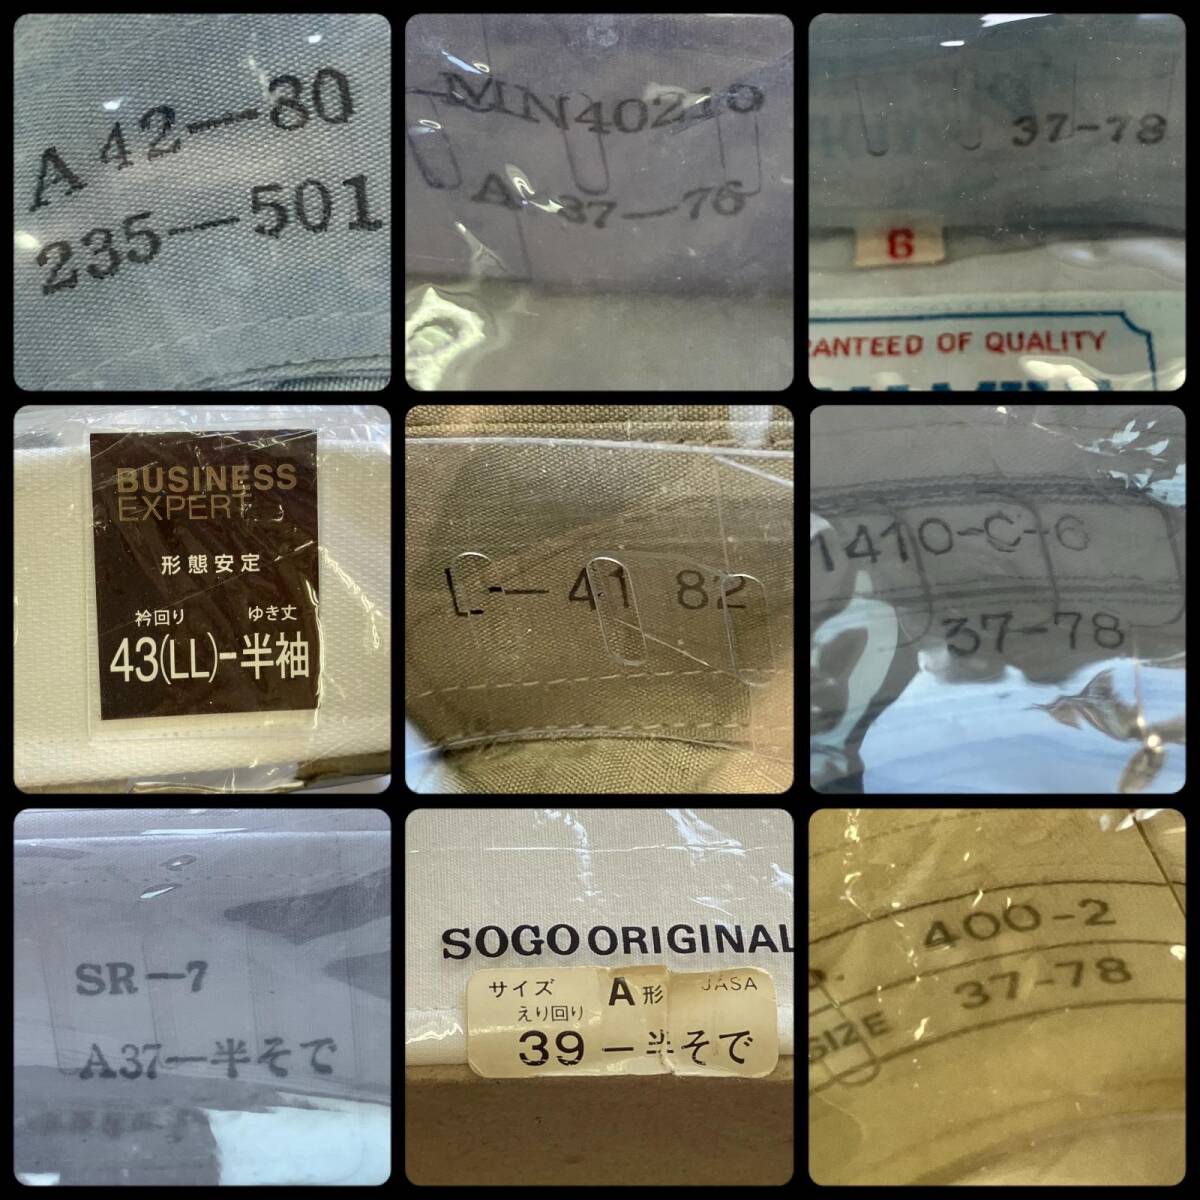 A 42—80
235—501
MN40210
A 37—76
37-78
6
RANTEED OF QUALITY
BUSINESS
EXPERT
形態安定
衿回り ゆき丈
43(LL)-半袖
L—41 82
1410-C-6
37-78
SR—7
A37—半そで
SOGO ORIGINAL
サイズ A形 JASA
えり回り
39—半そで
400-2
37-78
SIZE